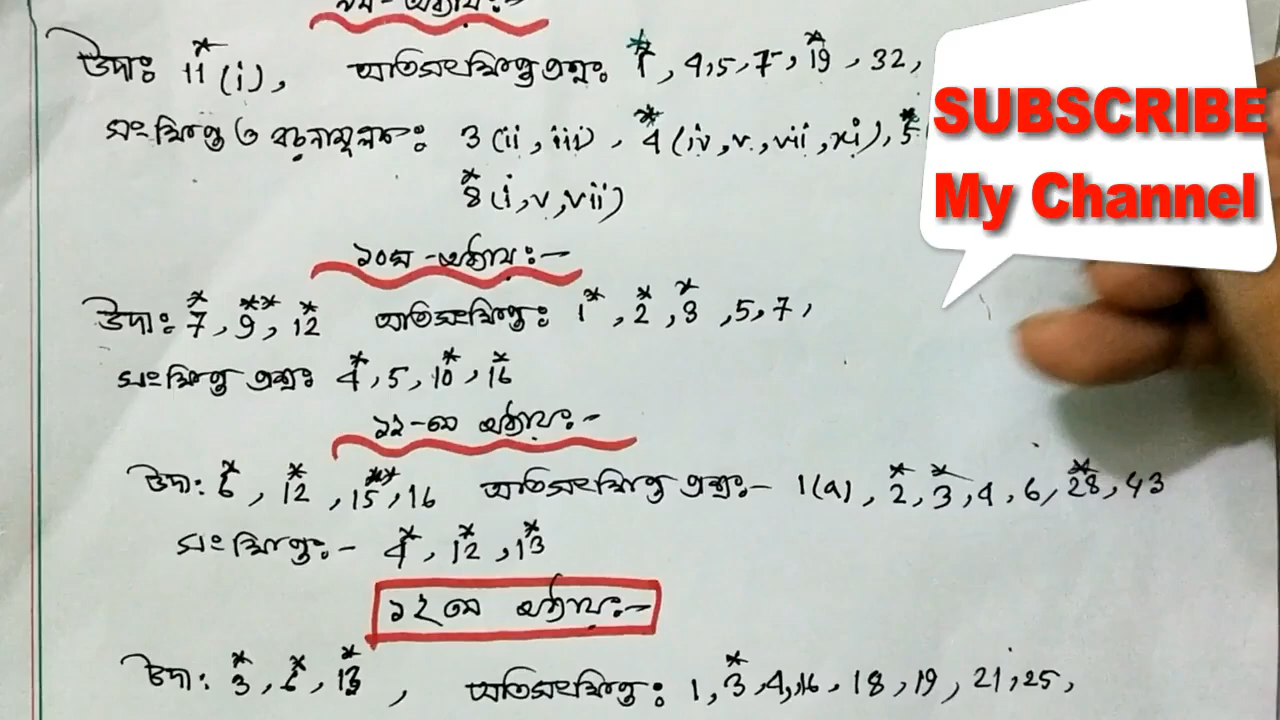 ৯ম- অধ্যায়ঃ-
উদাঃ 11 (i), অতিসংক্ষিপ্ত প্রশ্নঃ 1, 4,5, 7, 19, 32,
সংক্ষিপ্ত ও রচনামূলকঃ 3 (ii, iii), 4 (iv, v, vii, xi), 5
8 (i, v, vii)
১০ম -অধ্যায়ঃ-
উদাঃ 7, 9, 12 অতিসংক্ষিপ্তঃ 1, 2, 3, 5, 7,
সংক্ষিপ্ত প্রশ্নঃ 4, 5, 10, 16
১১-তম অধ্যায়ঃ-
উদা: 6, 12, 15, 16 অতিসংক্ষিপ্ত প্রশ্নঃ- 1(a), 2, 3, 4, 6, 28, 43
সংক্ষিপ্তঃ- 4, 12, 13
১২তম অধ্যায়ঃ-
উদা: 3, 6, 13, অতিসংক্ষিপ্তঃ 1, 3, 4, 16, 18, 19, 21, 25,
SUBSCRIBE
My Channel